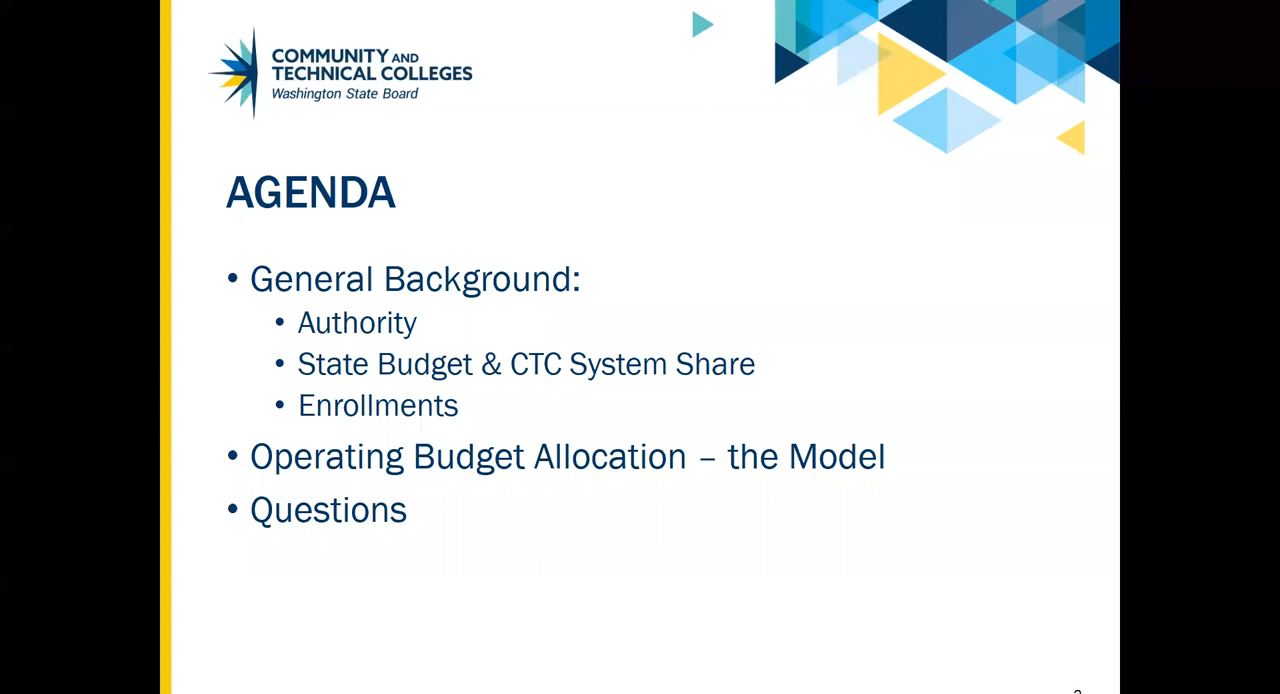 COMMUNITY AND
TECHNICAL COLLEGES
Washington State Board
AGENDA
• General Background:
• Authority
• State Budget & CTC System Share
• Enrollments
• Operating Budget Allocation – the Model
• Questions